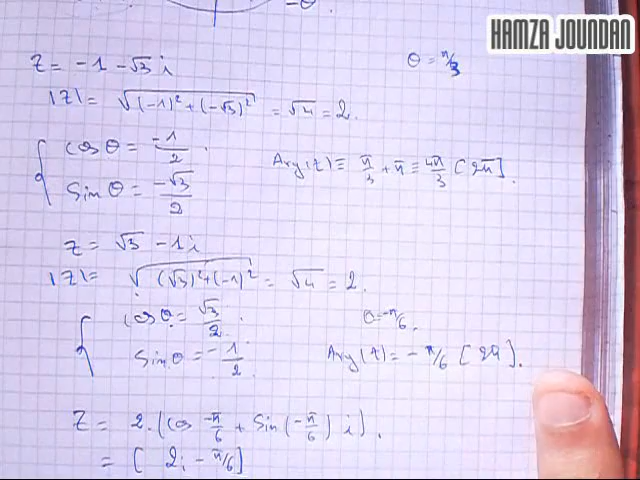 -θ.
HAMZA JOUNDAN
Z = -1 - √3 i θ = π/3
|Z| = √((-1)² + (-√3)²) = √4 = 2.
cos θ = -1/2 .
Arg(z) ≡ π/3 + π ≡ 4π/3 [2π].
Sin θ = -√3/2
z = √3 - 1i
|Z| = √((√3)² + (-1)²) = √4 = 2.
cos θ = √3/2 . θ = -π/6.
Sin θ = -1/2 Arg(z) = -π/6 [2π].
Z = 2.(cos -π/6 + Sin(-π/6) i).
= [2; -π/6]